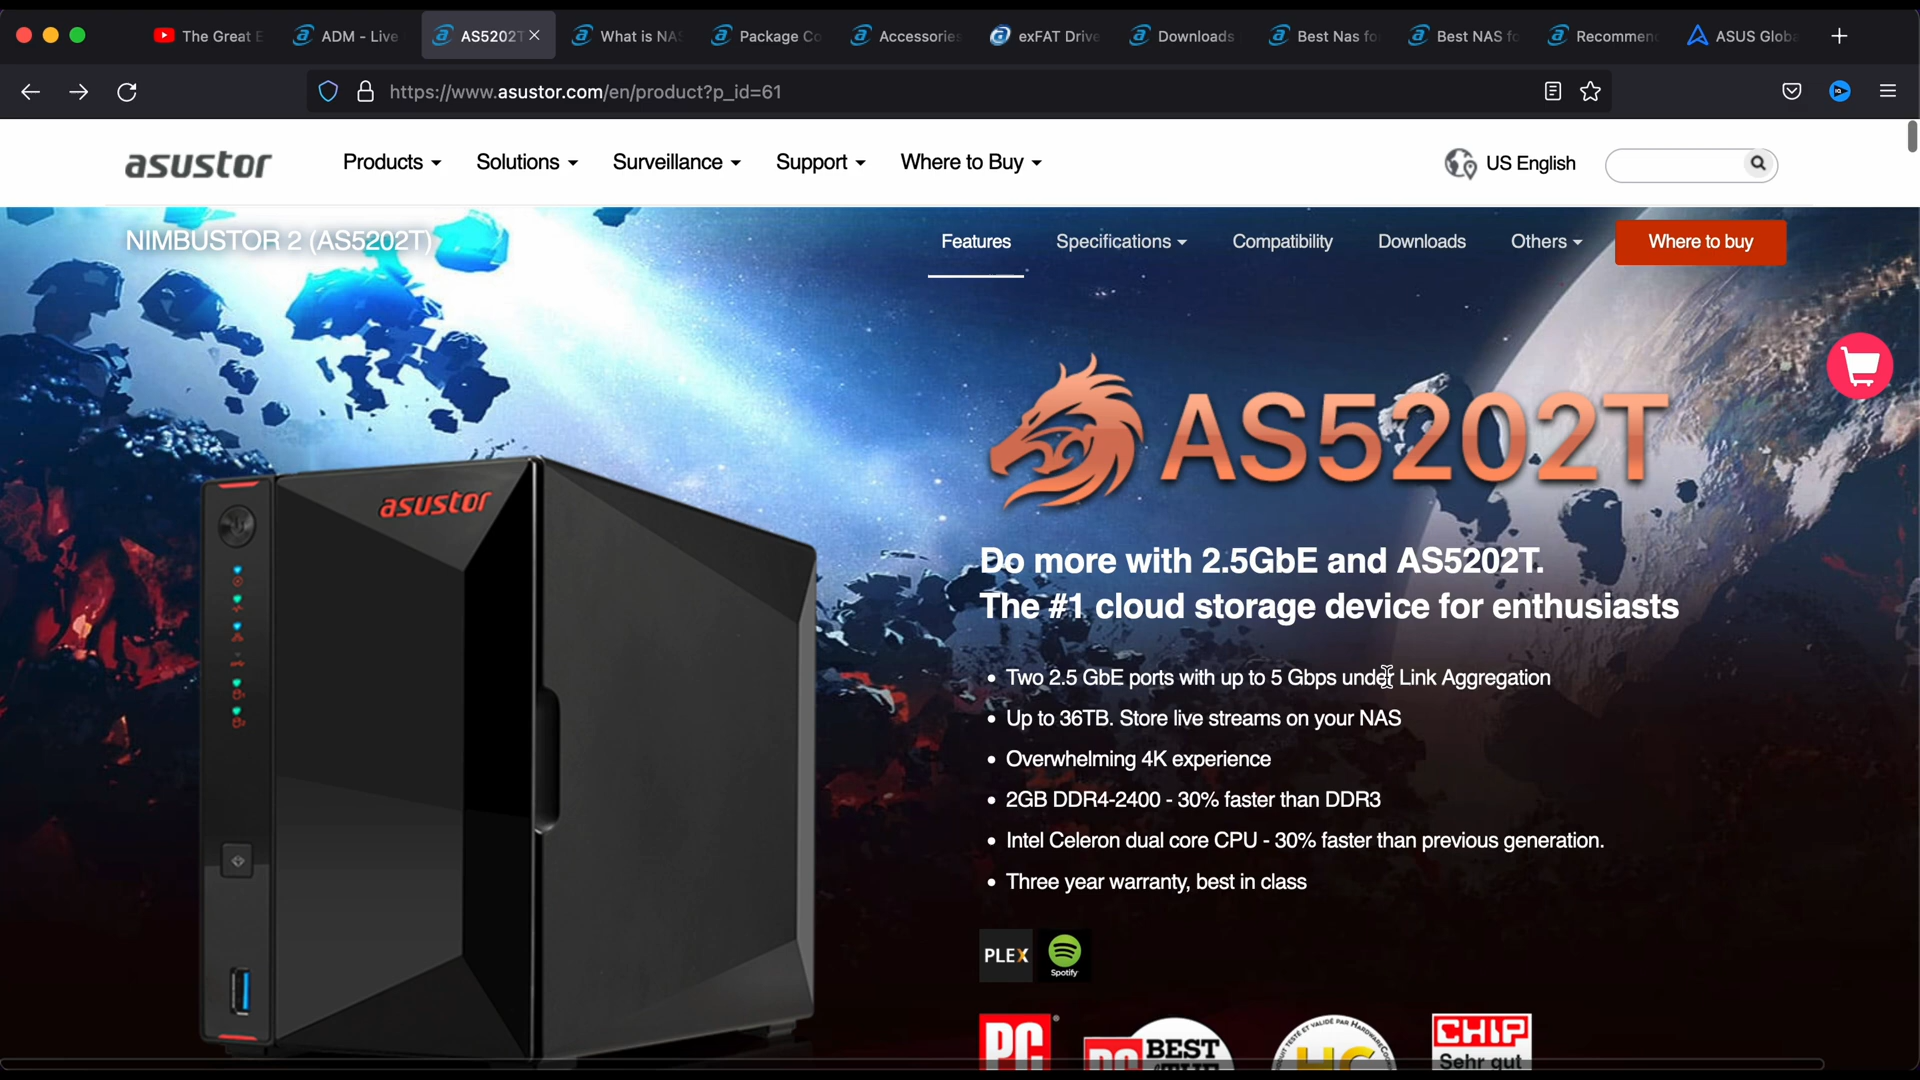 The Great E
ADM - Live
AS5202T
What is NAS
Package Ce
Accessories
exFAT Drive
Downloads
Best Nas fo
Best NAS fo
Recommen
ASUS Globa
https://www.asustor.com/en/product?p_id=61
asustor
Products
Solutions
Surveillance
Support
Where to Buy
US English
NIMBUSTOR 2 (AS5202T)
Features
Specifications
Compatibility
Downloads
Others
Where to buy
asustor
AS5202T
Do more with 2.5GbE and AS5202T.
The #1 cloud storage device for enthusiasts
• Two 2.5 GbE ports with up to 5 Gbps under Link Aggregation
• Up to 36TB. Store live streams on your NAS
• Overwhelming 4K experience
• 2GB DDR4-2400 - 30% faster than DDR3
• Intel Celeron dual core CPU - 30% faster than previous generation.
• Three year warranty, best in class
PLEX
Spotify
PC
BEST
CHIP
Sehr gut